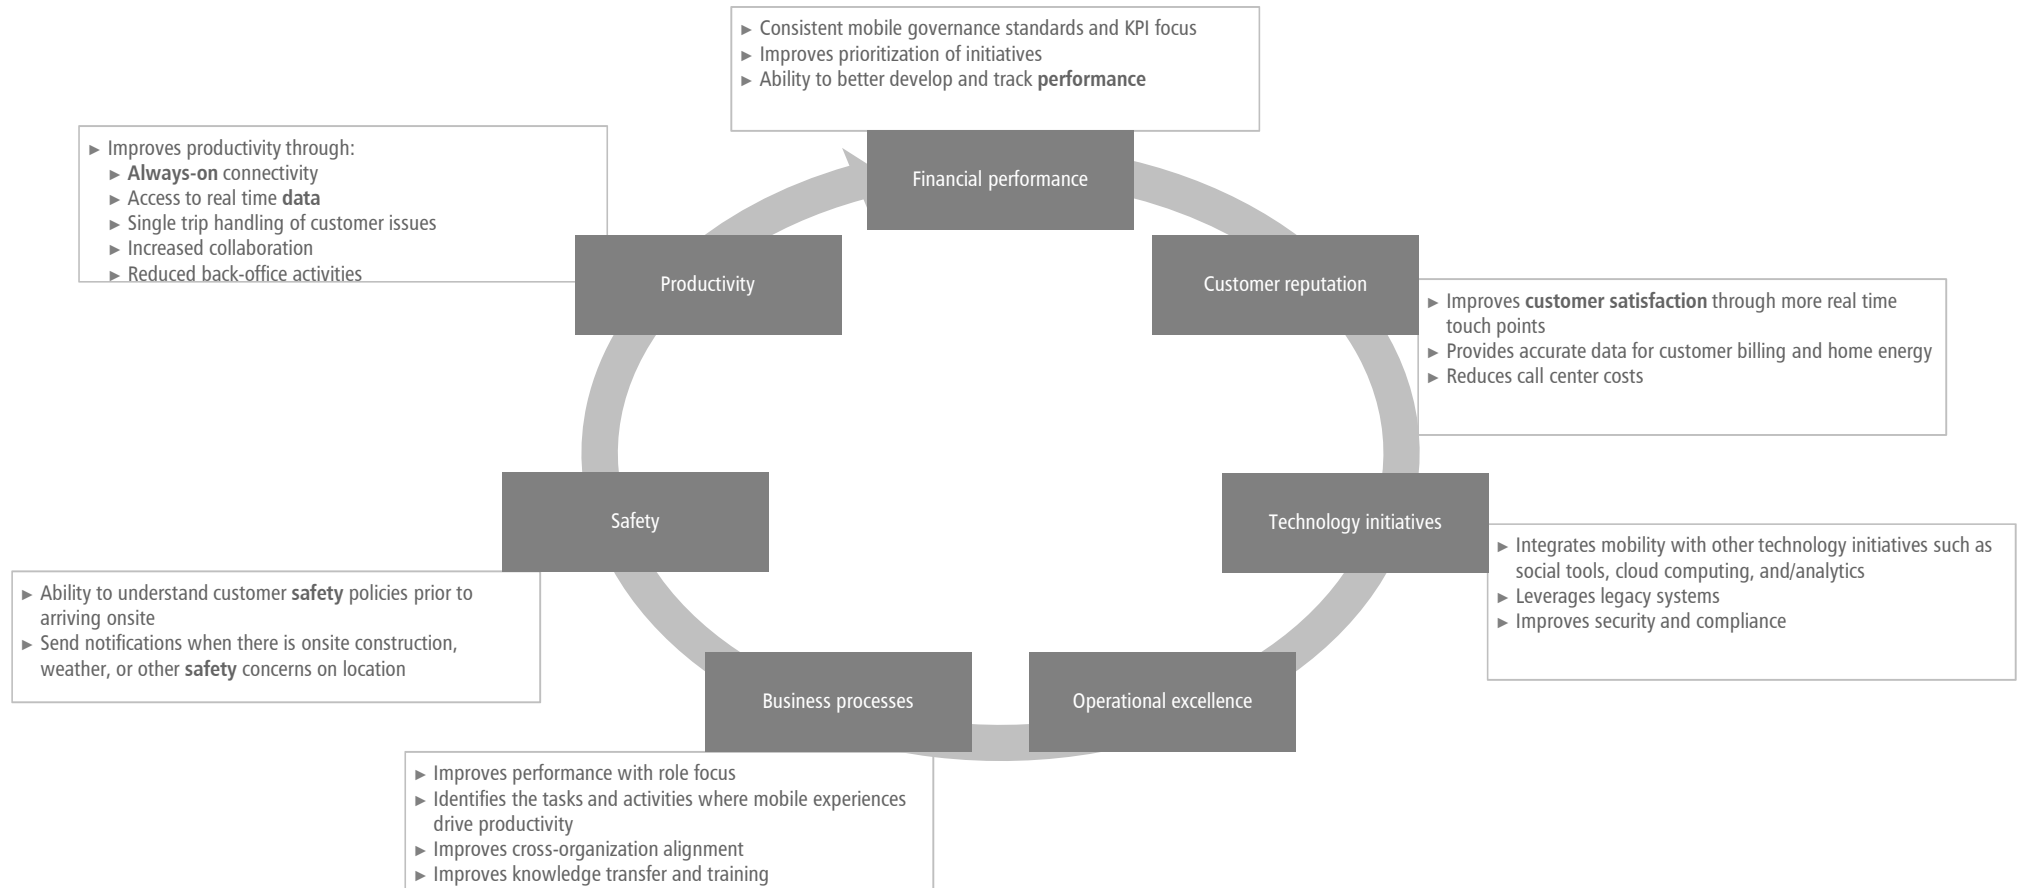 ► Consistent mobile governance standards and KPI focus
► Improves prioritization of initiatives
► Ability to better develop and track performance
Financial performance
► Improves productivity through:
► Always-on connectivity
► Access to real time data
► Single trip handling of customer issues
► Increased collaboration
► Reduced back-office activities
Productivity
Customer reputation
► Improves customer satisfaction through more real time
touch points
► Provides accurate data for customer billing and home energy
► Reduces call center costs
Safety
► Ability to understand customer safety policies prior to
arriving onsite
► Send notifications when there is onsite construction,
weather, or other safety concerns on location
Technology initiatives
► Integrates mobility with other technology initiatives such as
social tools, cloud computing, and/analytics
► Leverages legacy systems
► Improves security and compliance
Business processes
► Improves performance with role focus
► Identifies the tasks and activities where mobile experiences
drive productivity
► Improves cross-organization alignment
► Improves knowledge transfer and training
Operational excellence